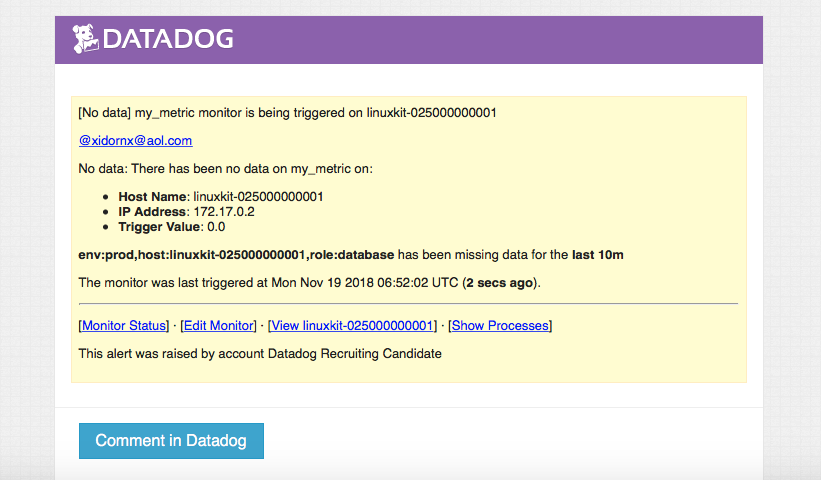 DATADOG
[No data] my_metric monitor is being triggered on linuxkit-025000000001
@xidornx@aol.com
No data: There has been no data on my_metric on:
• Host Name: linuxkit-025000000001
• IP Address: 172.17.0.2
• Trigger Value: 0.0
env:prod,host:linuxkit-025000000001,role:database has been missing data for the last 10m
The monitor was last triggered at Mon Nov 19 2018 06:52:02 UTC (2 secs ago).
[Monitor Status] · [Edit Monitor] · [View linuxkit-025000000001] · [Show Processes]
This alert was raised by account Datadog Recruiting Candidate
Comment in Datadog